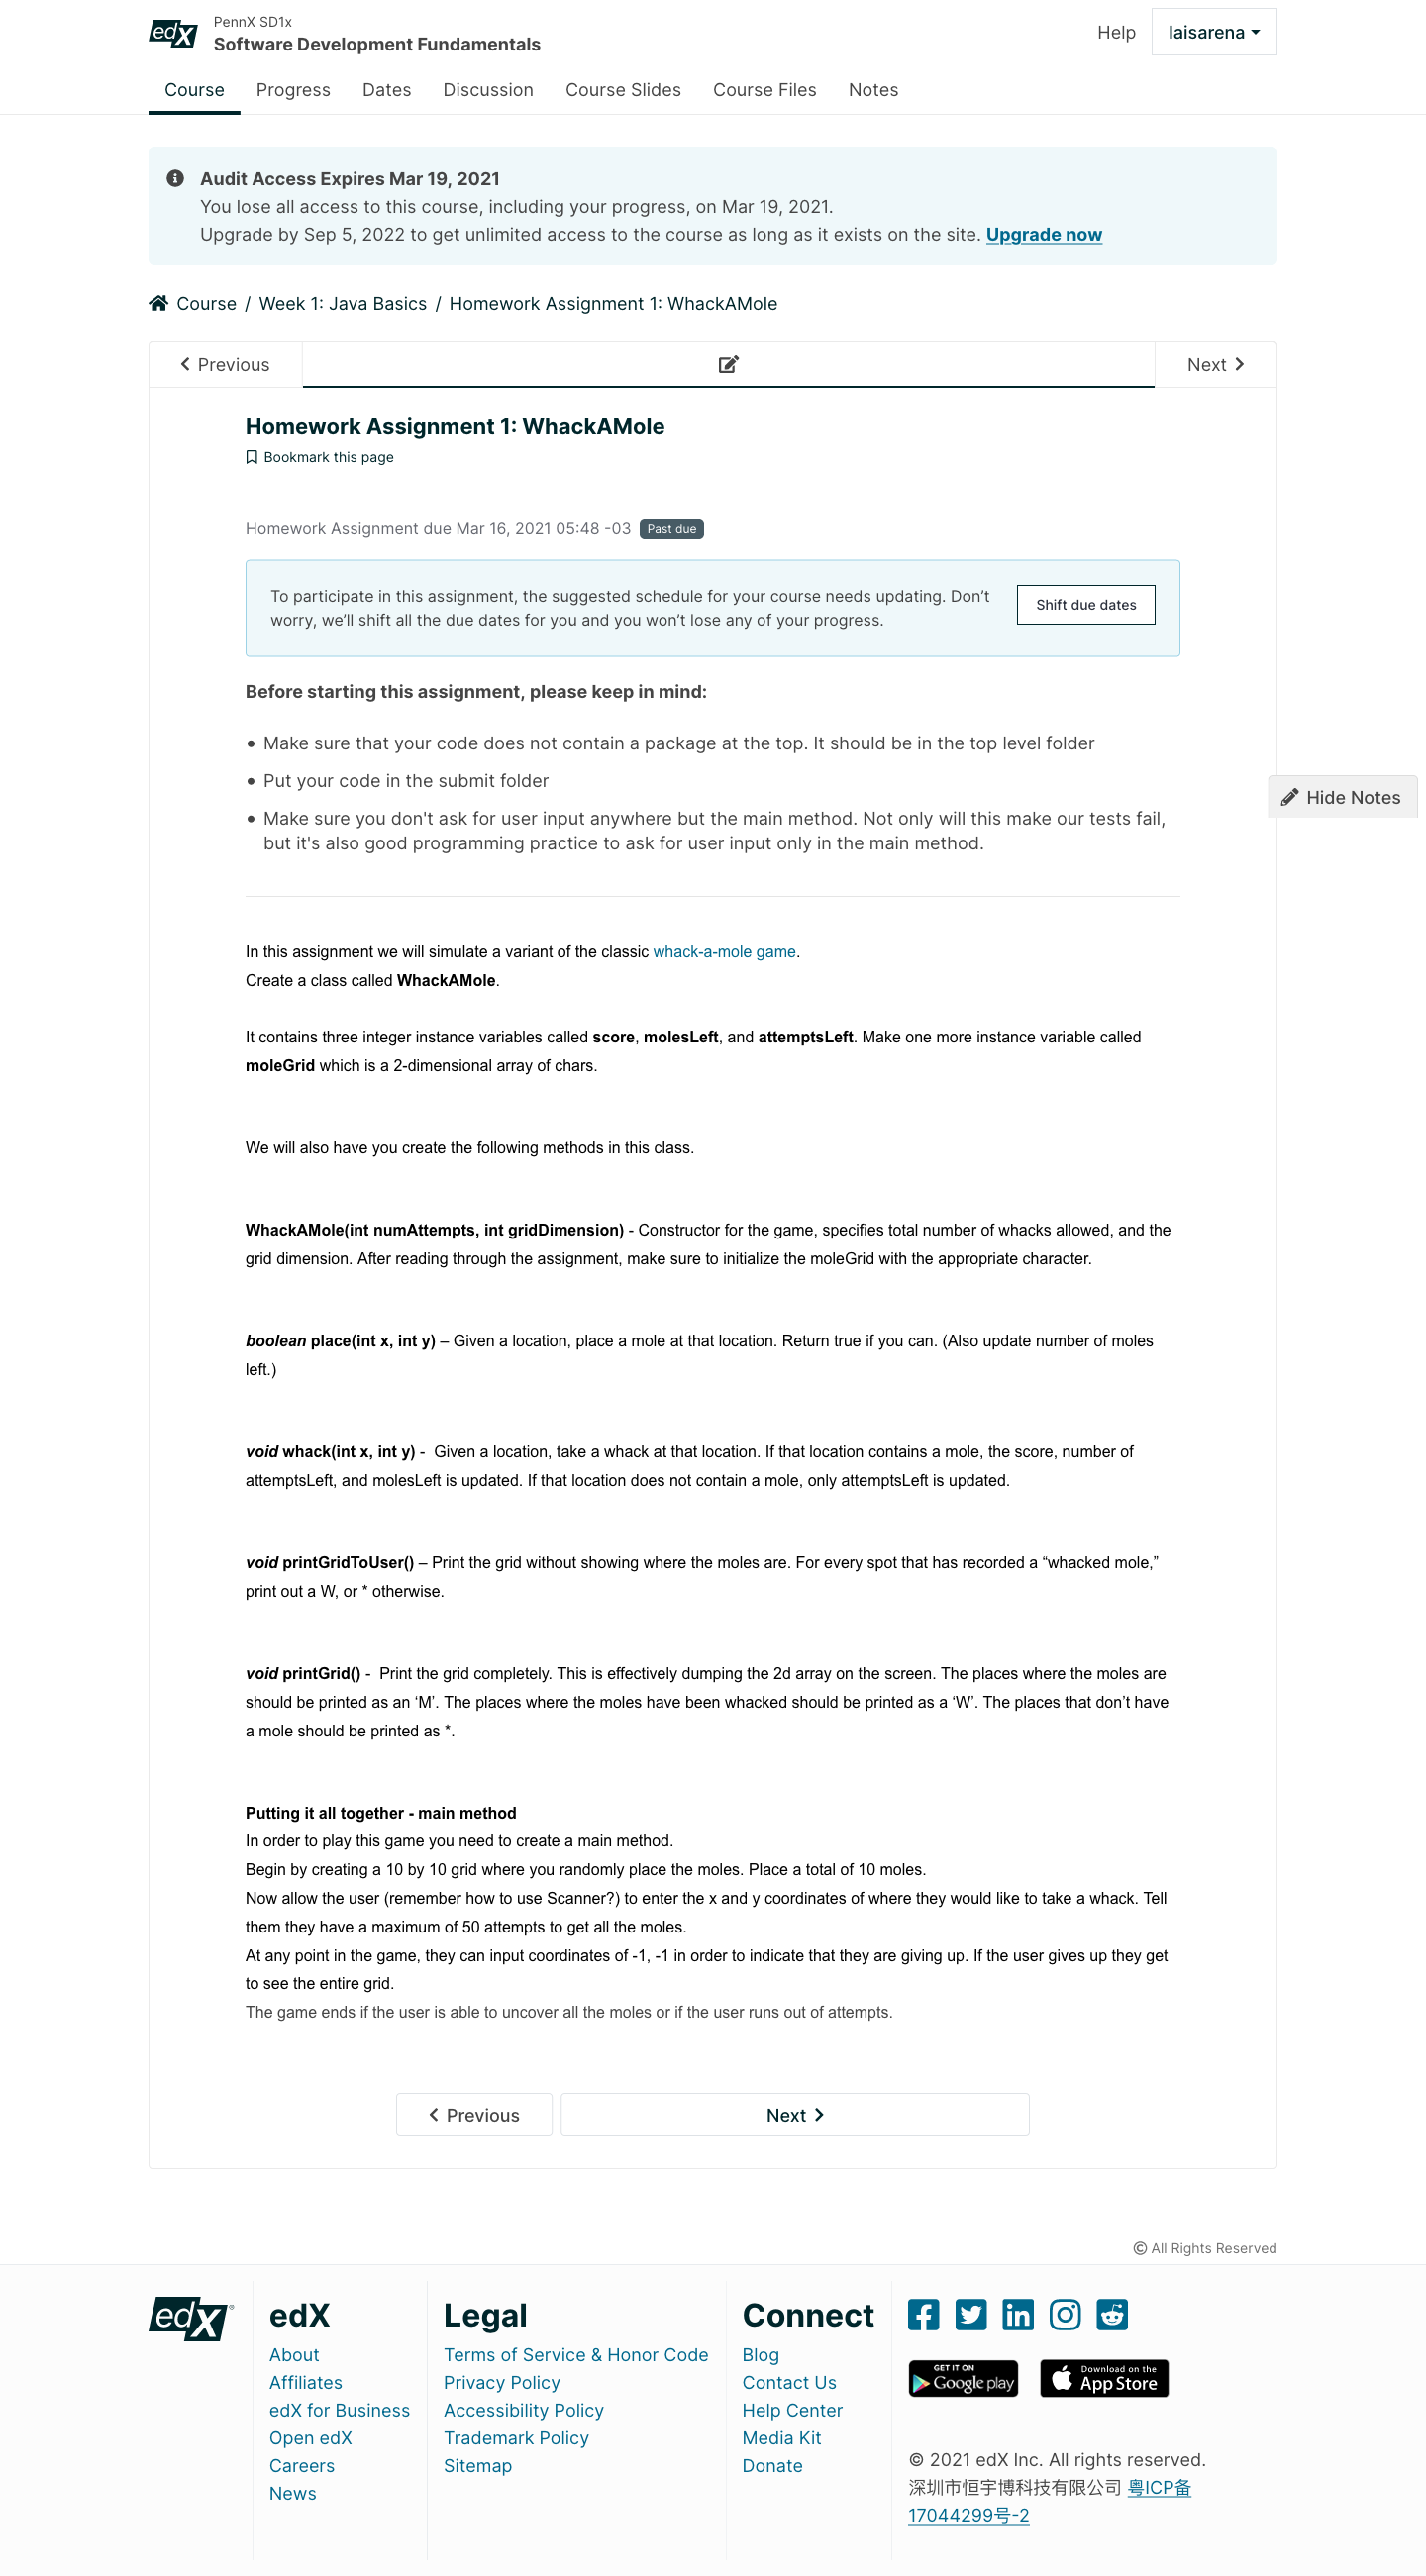 edX
PennX SD1x
Software Development Fundamentals
Help
laisarena
Course Progress Dates Discussion Course Slides Course Files Notes
Audit Access Expires Mar 19, 2021
You lose all access to this course, including your progress, on Mar 19, 2021.
Upgrade by Sep 5, 2022 to get unlimited access to the course as long as it exists on the site. Upgrade now
Course / Week 1: Java Basics / Homework Assignment 1: WhackAMole
Previous
Next
Homework Assignment 1: WhackAMole
Bookmark this page
Homework Assignment due Mar 16, 2021 05:48 -03 Past due
To participate in this assignment, the suggested schedule for your course needs updating. Don’t
worry, we’ll shift all the due dates for you and you won’t lose any of your progress.
Shift due dates
Before starting this assignment, please keep in mind:
• Make sure that your code does not contain a package at the top. It should be in the top level folder
• Put your code in the submit folder
Hide Notes
• Make sure you don't ask for user input anywhere but the main method. Not only will this make our tests fail,
but it's also good programming practice to ask for user input only in the main method.
In this assignment we will simulate a variant of the classic whack-a-mole game.
Create a class called WhackAMole.
It contains three integer instance variables called score, molesLeft, and attemptsLeft. Make one more instance variable called
moleGrid which is a 2-dimensional array of chars.
We will also have you create the following methods in this class.
WhackAMole(int numAttempts, int gridDimension) - Constructor for the game, specifies total number of whacks allowed, and the
grid dimension. After reading through the assignment, make sure to initialize the moleGrid with the appropriate character.
boolean place(int x, int y) – Given a location, place a mole at that location. Return true if you can. (Also update number of moles
left.)
void whack(int x, int y) - Given a location, take a whack at that location. If that location contains a mole, the score, number of
attemptsLeft, and molesLeft is updated. If that location does not contain a mole, only attemptsLeft is updated.
void printGridToUser() – Print the grid without showing where the moles are. For every spot that has recorded a “whacked mole,”
print out a W, or * otherwise.
void printGrid() - Print the grid completely. This is effectively dumping the 2d array on the screen. The places where the moles are
should be printed as an ‘M’. The places where the moles have been whacked should be printed as a ‘W’. The places that don’t have
a mole should be printed as *.
Putting it all together - main method
In order to play this game you need to create a main method.
Begin by creating a 10 by 10 grid where you randomly place the moles. Place a total of 10 moles.
Now allow the user (remember how to use Scanner?) to enter the x and y coordinates of where they would like to take a whack. Tell
them they have a maximum of 50 attempts to get all the moles.
At any point in the game, they can input coordinates of -1, -1 in order to indicate that they are giving up. If the user gives up they get
to see the entire grid.
The game ends if the user is able to uncover all the moles or if the user runs out of attempts.
Previous
Next
© All Rights Reserved
edX®
edX
About
Affiliates
edX for Business
Open edX
Careers
News
Legal
Terms of Service & Honor Code
Privacy Policy
Accessibility Policy
Trademark Policy
Sitemap
Connect
Blog
Contact Us
Help Center
Media Kit
Donate
GET IT ON
Google play
Download on the
App Store
© 2021 edX Inc. All rights reserved.
深圳市恒宇博科技有限公司 粤ICP备
17044299号-2